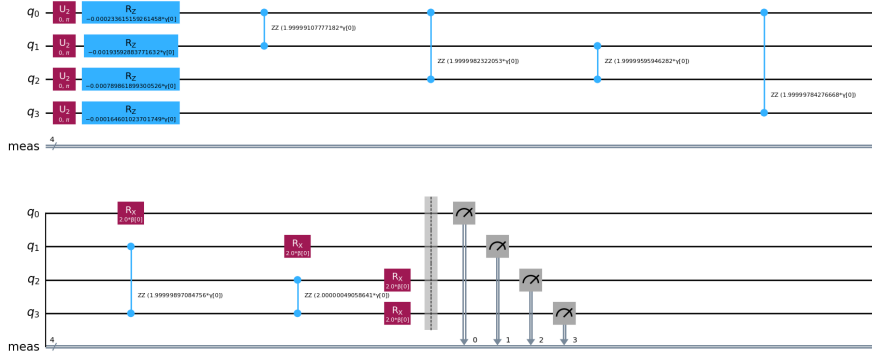 q0 U2 0, π RZ −0.000233615159261458*γ[0]
ZZ (1.99999107777182*γ[0])
q1 U2 0, π RZ −0.00193592883771632*γ[0]
ZZ (1.9999982322053*γ[0])
ZZ (1.99999595946282*γ[0])
q2 U2 0, π RZ −0.000789861899300526*γ[0]
ZZ (1.99999784276668*γ[0])
q3 U2 0, π RZ −0.000164601023701749*γ[0]
meas 4
q0 RX 2.0*β[0]
q1 RX 2.0*β[0]
q2 RX 2.0*β[0]
ZZ (1.99999897084756*γ[0])
ZZ (2.00000049058641*γ[0])
q3 RX 2.0*β[0]
meas 4 0 1 2 3